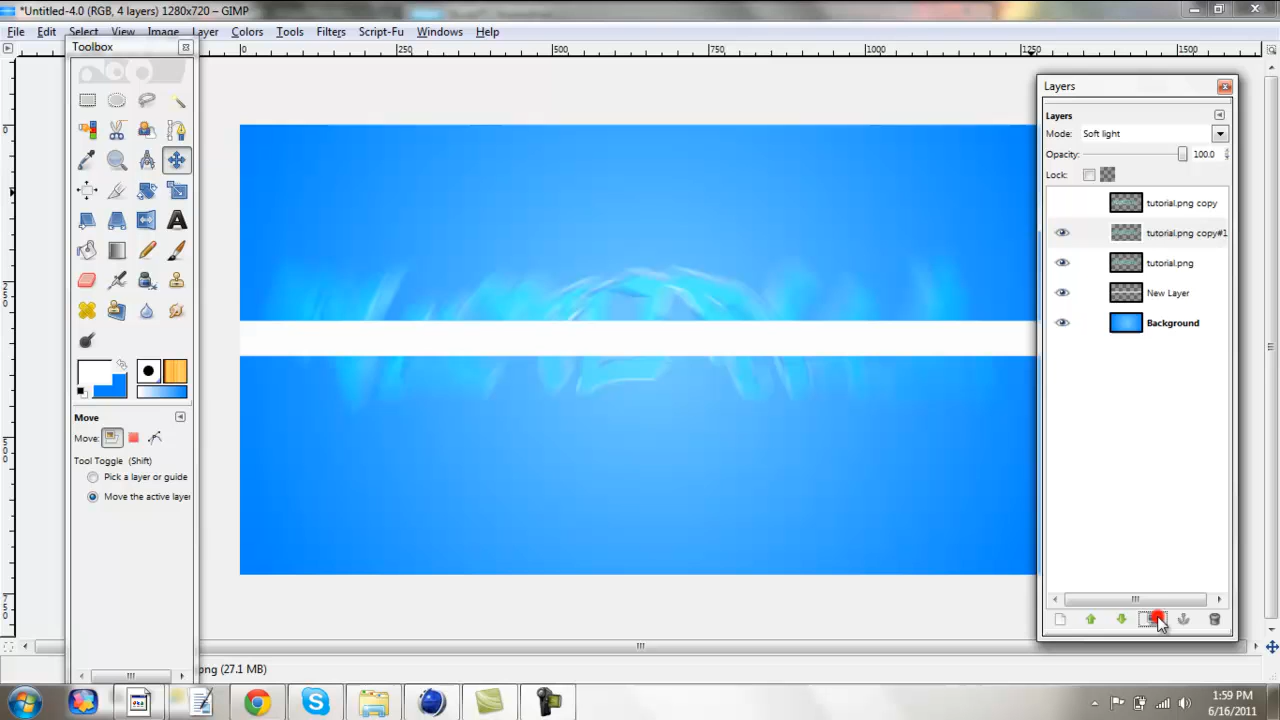 *Untitled-4.0 (RGB, 4 layers) 1280x720 – GIMP
File Edit Select View Image Layer Colors Tools Filters Script-Fu Windows Help
Toolbox
0 250 500 750 1000 1250 1500
Layers
Layers
Mode: Soft light
Opacity: 100.0
Lock:
tutorial.png copy
tutorial.png copy#1
tutorial.png
New Layer
Background
Move
Move:
Tool Toggle (Shift)
Pick a layer or guide
Move the active layer
png (27.1 MB)
1:59 PM
6/16/2011